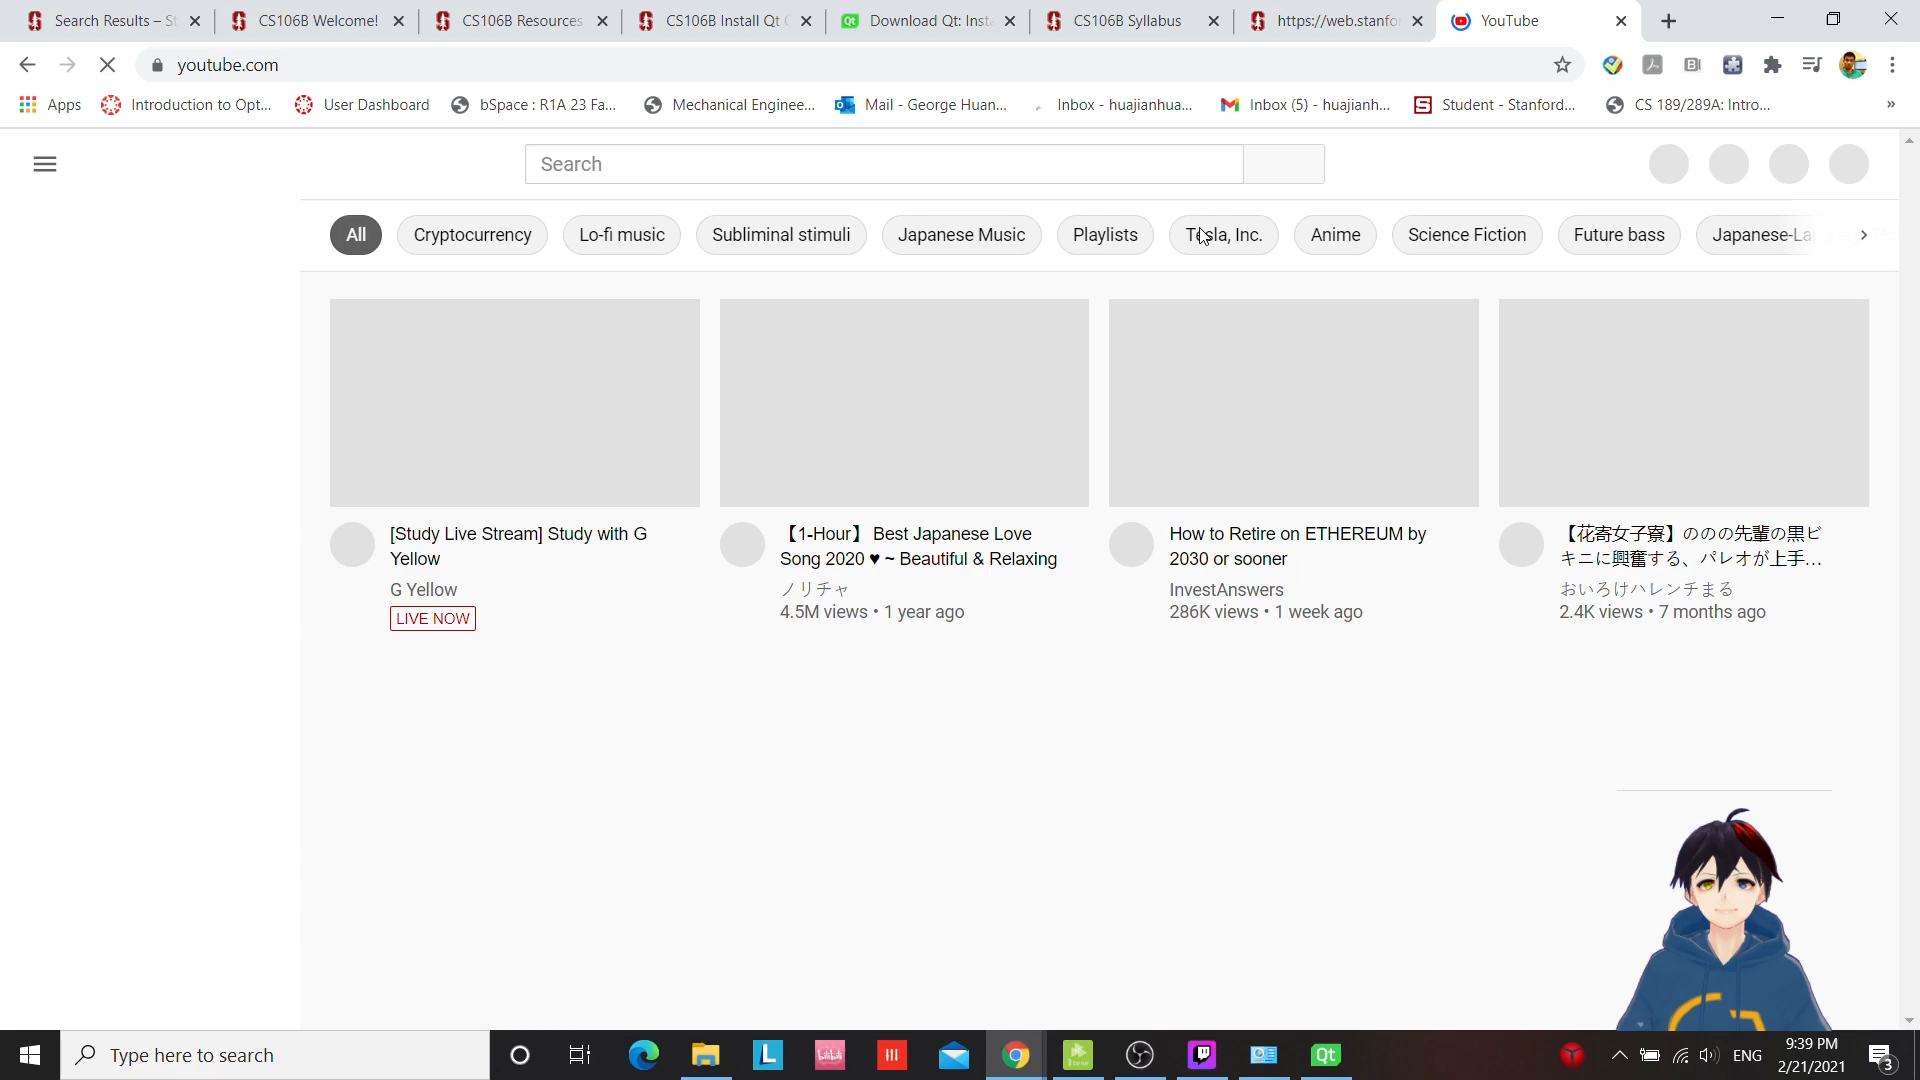 Search Results – St
CS106B Welcome!
CS106B Resources
CS106B Install Qt C
Download Qt: Insta
CS106B Syllabus
https://web.stanfo
YouTube
youtube.com
Apps
Introduction to Opt...
User Dashboard
bSpace : R1A 23 Fa...
Mechanical Enginee...
Mail - George Huan...
Inbox - huajianhua...
Inbox (5) - huajianh...
Student - Stanford...
CS 189/289A: Intro...
»
Search
All
Cryptocurrency
Lo-fi music
Subliminal stimuli
Japanese Music
Playlists
Tesla, Inc.
Anime
Science Fiction
Future bass
Japanese-La
[Study Live Stream] Study with G
Yellow
G Yellow
LIVE NOW
【1-Hour】 Best Japanese Love
Song 2020 ♥ ~ Beautiful & Relaxing
ノリチャ
4.5M views • 1 year ago
How to Retire on ETHEREUM by
2030 or sooner
InvestAnswers
286K views • 1 week ago
【花寄女子寮】ののの先輩の黒ビ
キニに興奮する、パレオが上手...
おいろけハレンチまる
2.4K views • 7 months ago
Type here to search
L
Qt
ENG
9:39 PM
2/21/2021
3